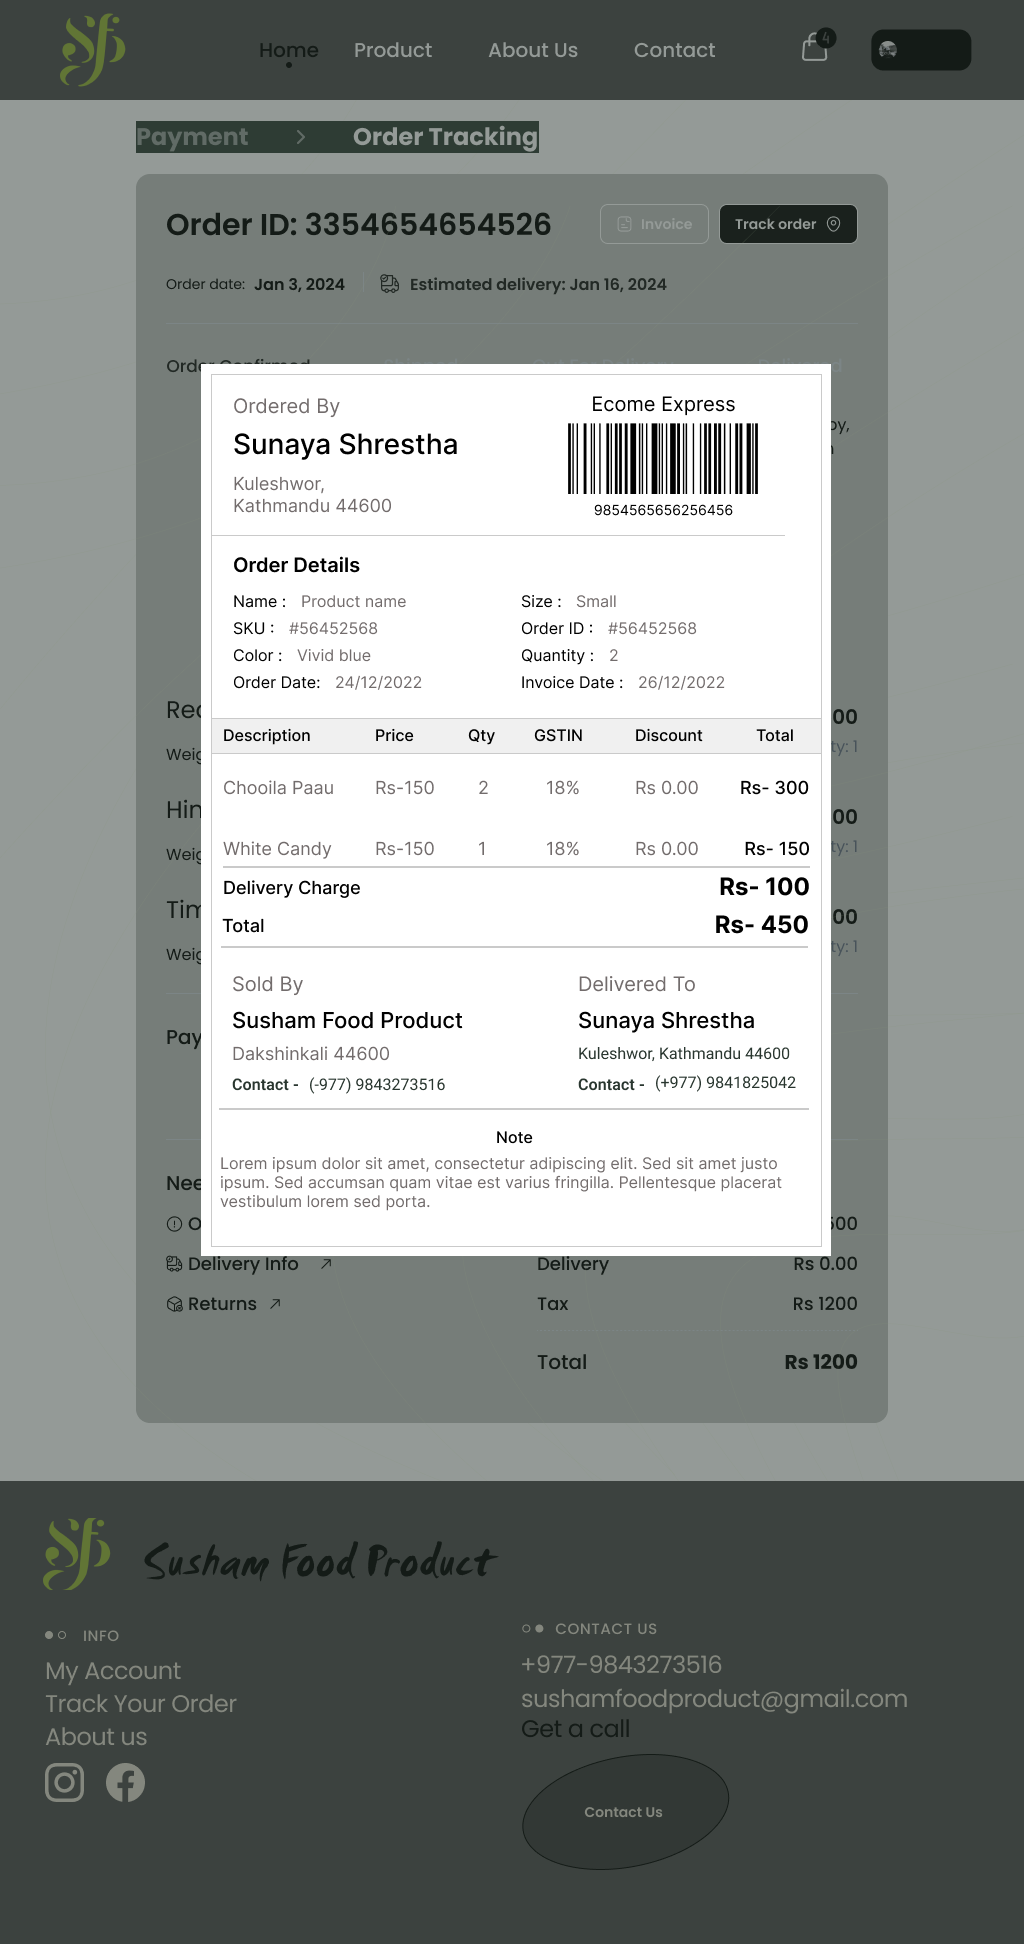 Home Product About Us Contact 4
Payment > Order Tracking
Order ID: 3354654654526 Invoice Track order
Order date: Jan 3, 2024 Estimated delivery: Jan 16, 2024
Ordered By
Sunaya Shrestha
Kuleshwor,
Kathmandu 44600
Ecome Express
9854565656256456
Order Details
Name : Product name Size : Small
SKU : #56452568 Order ID : #56452568
Color : Vivid blue Quantity : 2
Order Date: 24/12/2022 Invoice Date : 26/12/2022
Description Price Qty GSTIN Discount Total
Chooila Paau Rs-150 2 18% Rs 0.00 Rs- 300
White Candy Rs-150 1 18% Rs 0.00 Rs- 150
Delivery Charge Rs- 100
Total Rs- 450
Sold By
Susham Food Product
Dakshinkali 44600
Contact - (-977) 9843273516
Delivered To
Sunaya Shrestha
Kuleshwor, Kathmandu 44600
Contact - (+977) 9841825042
Note
Lorem ipsum dolor sit amet, consectetur adipiscing elit. Sed sit amet justo
ipsum. Sed accumsan quam vitae est varius fringilla. Pellentesque placerat
vestibulum lorem sed porta.
Delivery Info Delivery Rs 0.00
Returns Tax Rs 1200
Total Rs 1200
Susham Food Product
INFO
My Account
Track Your Order
About us
CONTACT US
+977-9843273516
sushamfoodproduct@gmail.com
Get a call
Contact Us